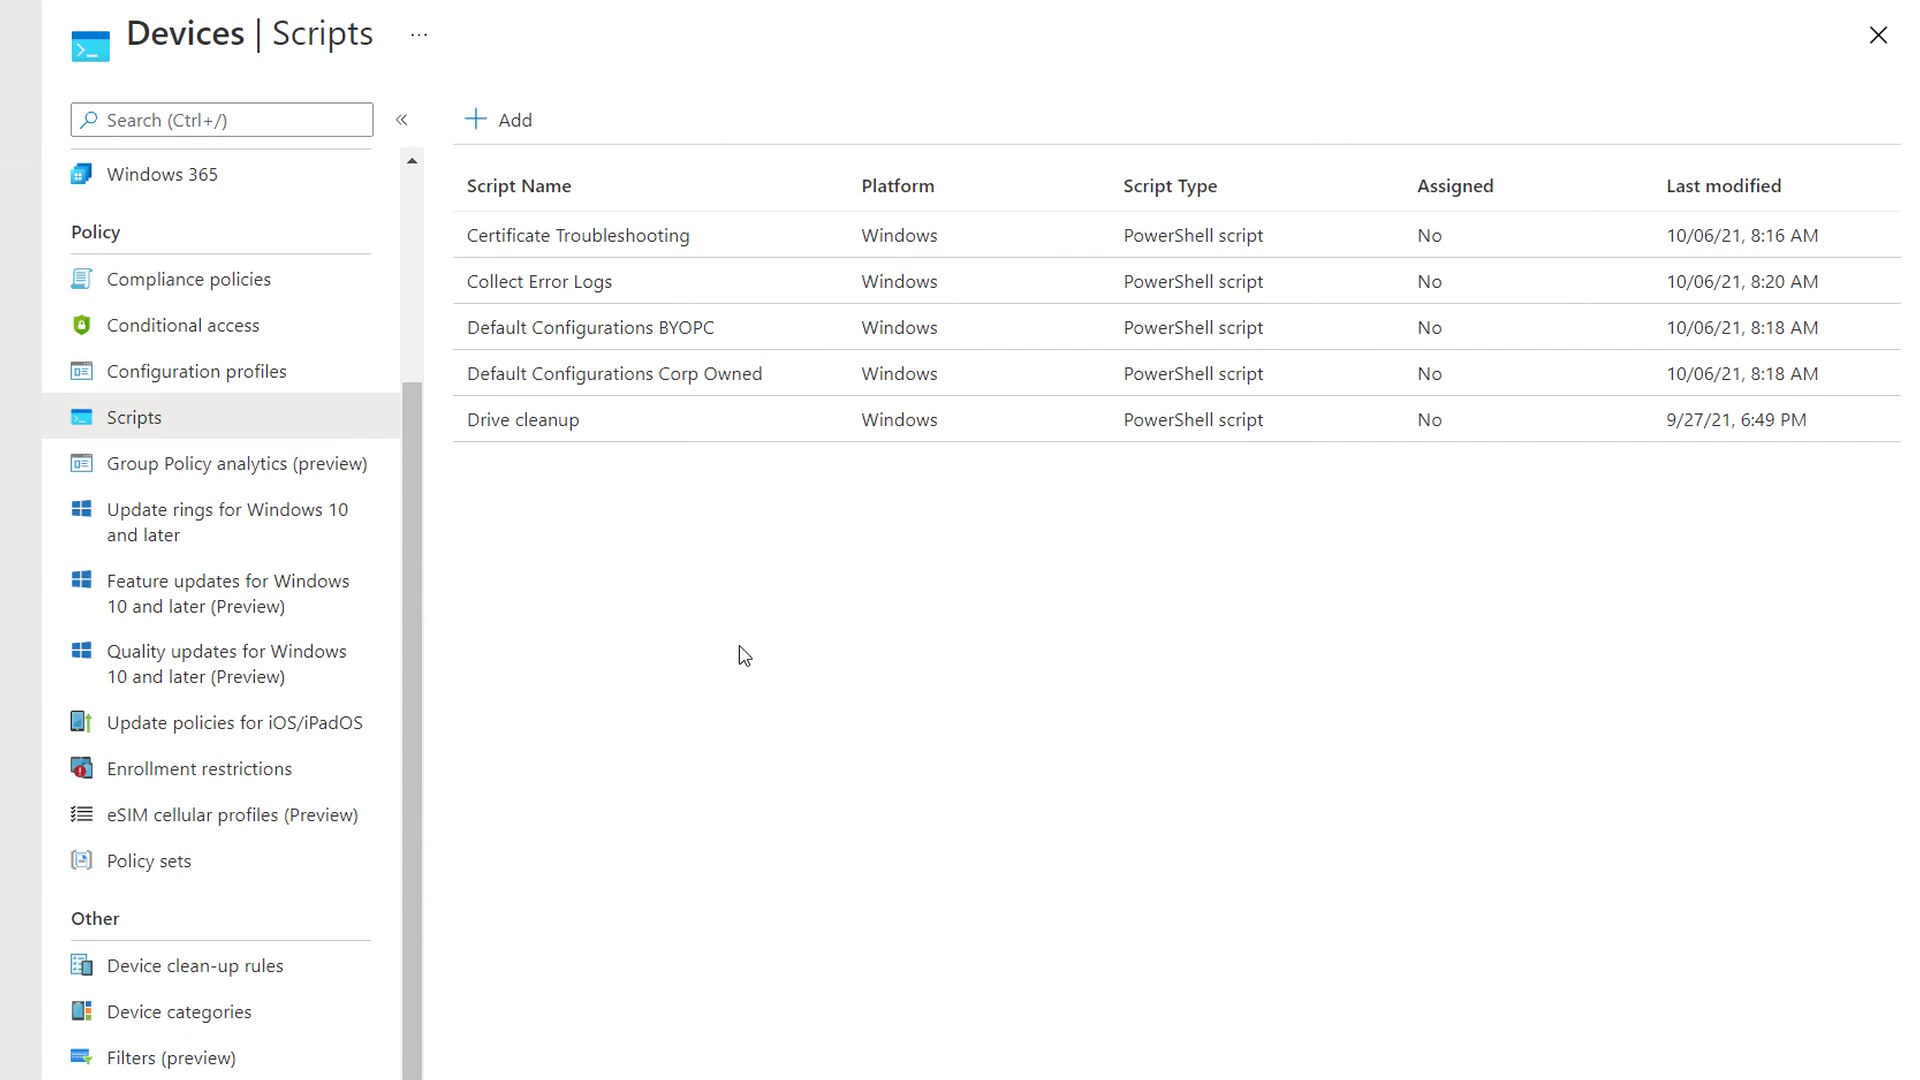 Devices | Scripts ...
Search (Ctrl+/)
«
Windows 365
Policy
Compliance policies
Conditional access
Configuration profiles
Scripts
Group Policy analytics (preview)
Update rings for Windows 10
and later
Feature updates for Windows
10 and later (Preview)
Quality updates for Windows
10 and later (Preview)
Update policies for iOS/iPadOS
Enrollment restrictions
eSIM cellular profiles (Preview)
Policy sets
Other
Device clean-up rules
Device categories
Filters (preview)
Add
Script Name Platform Script Type Assigned Last modified
Certificate Troubleshooting Windows PowerShell script No 10/06/21, 8:16 AM
Collect Error Logs Windows PowerShell script No 10/06/21, 8:20 AM
Default Configurations BYOPC Windows PowerShell script No 10/06/21, 8:18 AM
Default Configurations Corp Owned Windows PowerShell script No 10/06/21, 8:18 AM
Drive cleanup Windows PowerShell script No 9/27/21, 6:49 PM